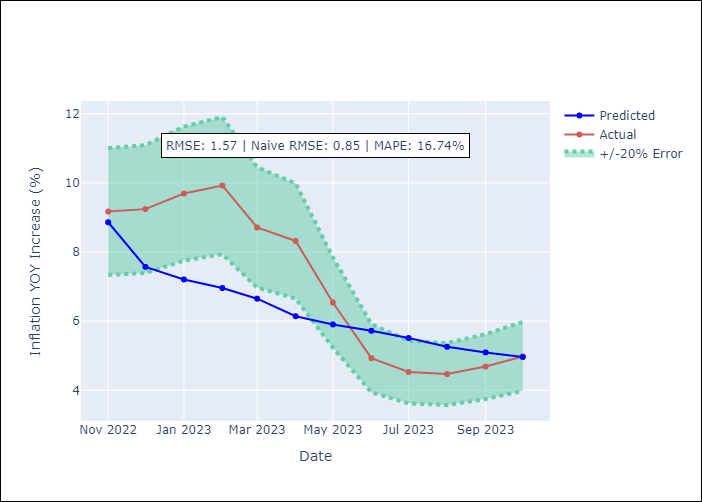 RMSE: 1.57 | Naive RMSE: 0.85 | MAPE: 16.74%
Predicted
Actual
+/-20% Error
Inflation YOY Increase (%)
12
10
8
6
4
Nov 2022
Jan 2023
Mar 2023
May 2023
Jul 2023
Sep 2023
Date